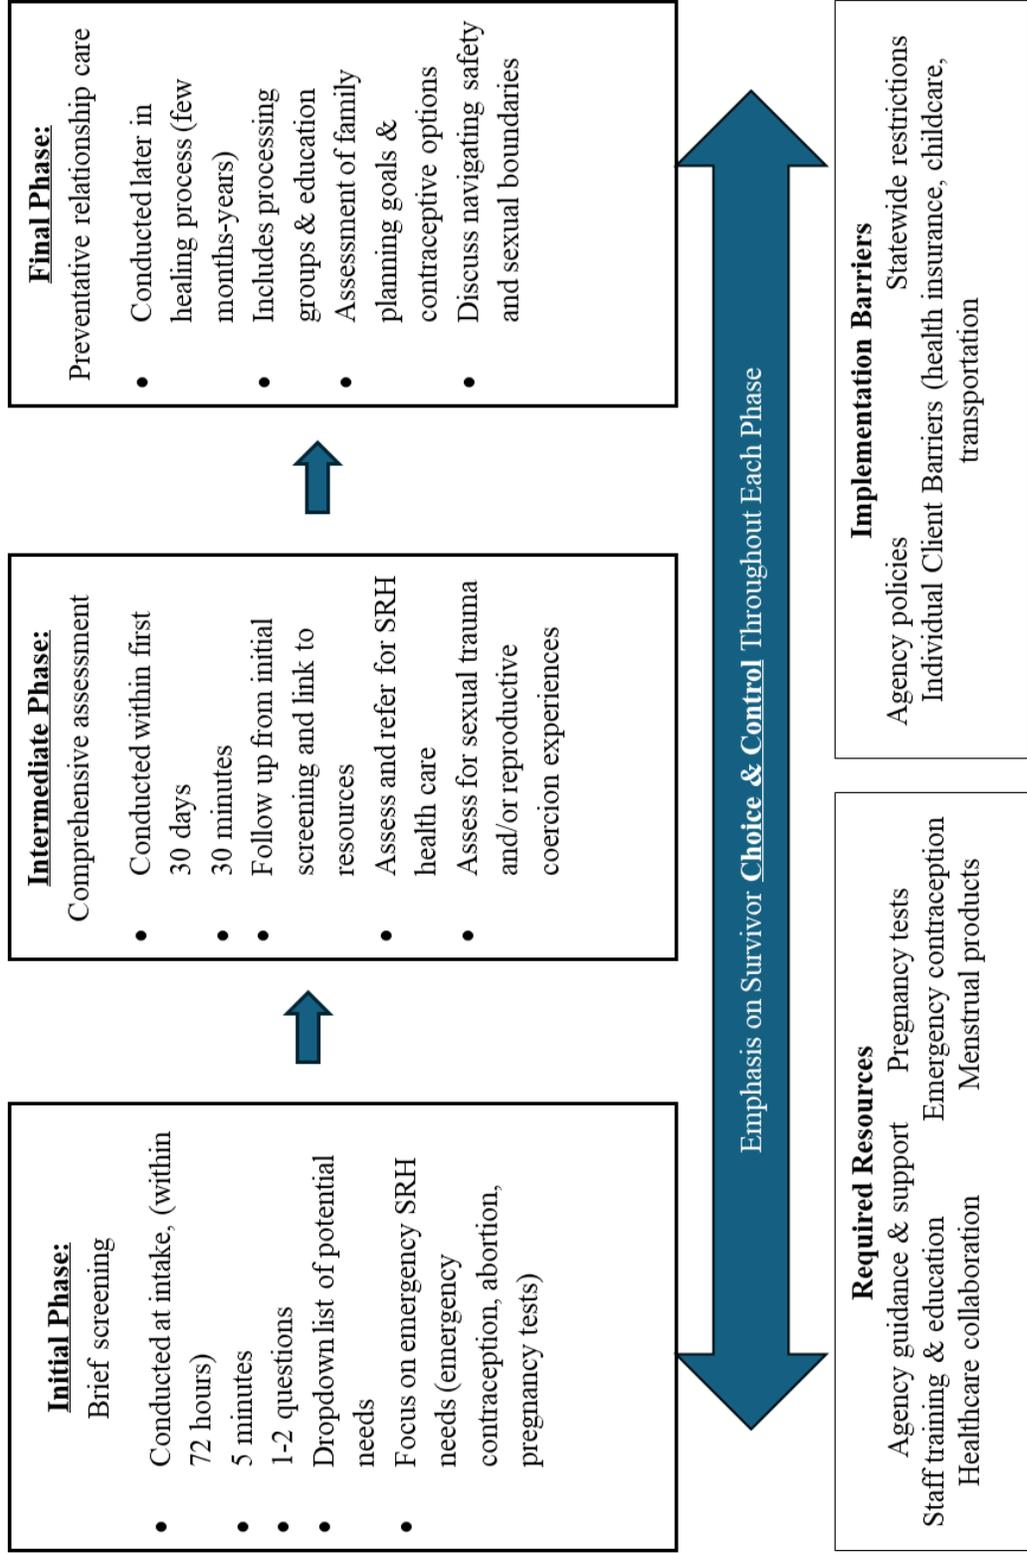 Initial Phase:
Brief screening
• Conducted at intake, (within
72 hours)
• 5 minutes
• 1-2 questions
• Dropdown list of potential
needs
• Focus on emergency SRH
needs (emergency
contraception, abortion,
pregnancy tests)
Intermediate Phase:
Comprehensive assessment
• Conducted within first
30 days
• 30 minutes
• Follow up from initial
screening and link to
resources
• Assess and refer for SRH
health care
• Assess for sexual trauma
and/or reproductive
coercion experiences
Final Phase:
Preventative relationship care
• Conducted later in
healing process (few
months-years)
• Includes processing
groups & education
• Assessment of family
planning goals &
contraceptive options
• Discuss navigating safety
and sexual boundaries
Emphasis on Survivor Choice & Control Throughout Each Phase
Required Resources
Agency guidance & support Pregnancy tests
Staff training & education Emergency contraception
Healthcare collaboration Menstrual products
Implementation Barriers
Agency policies Statewide restrictions
Individual Client Barriers (health insurance, childcare,
transportation